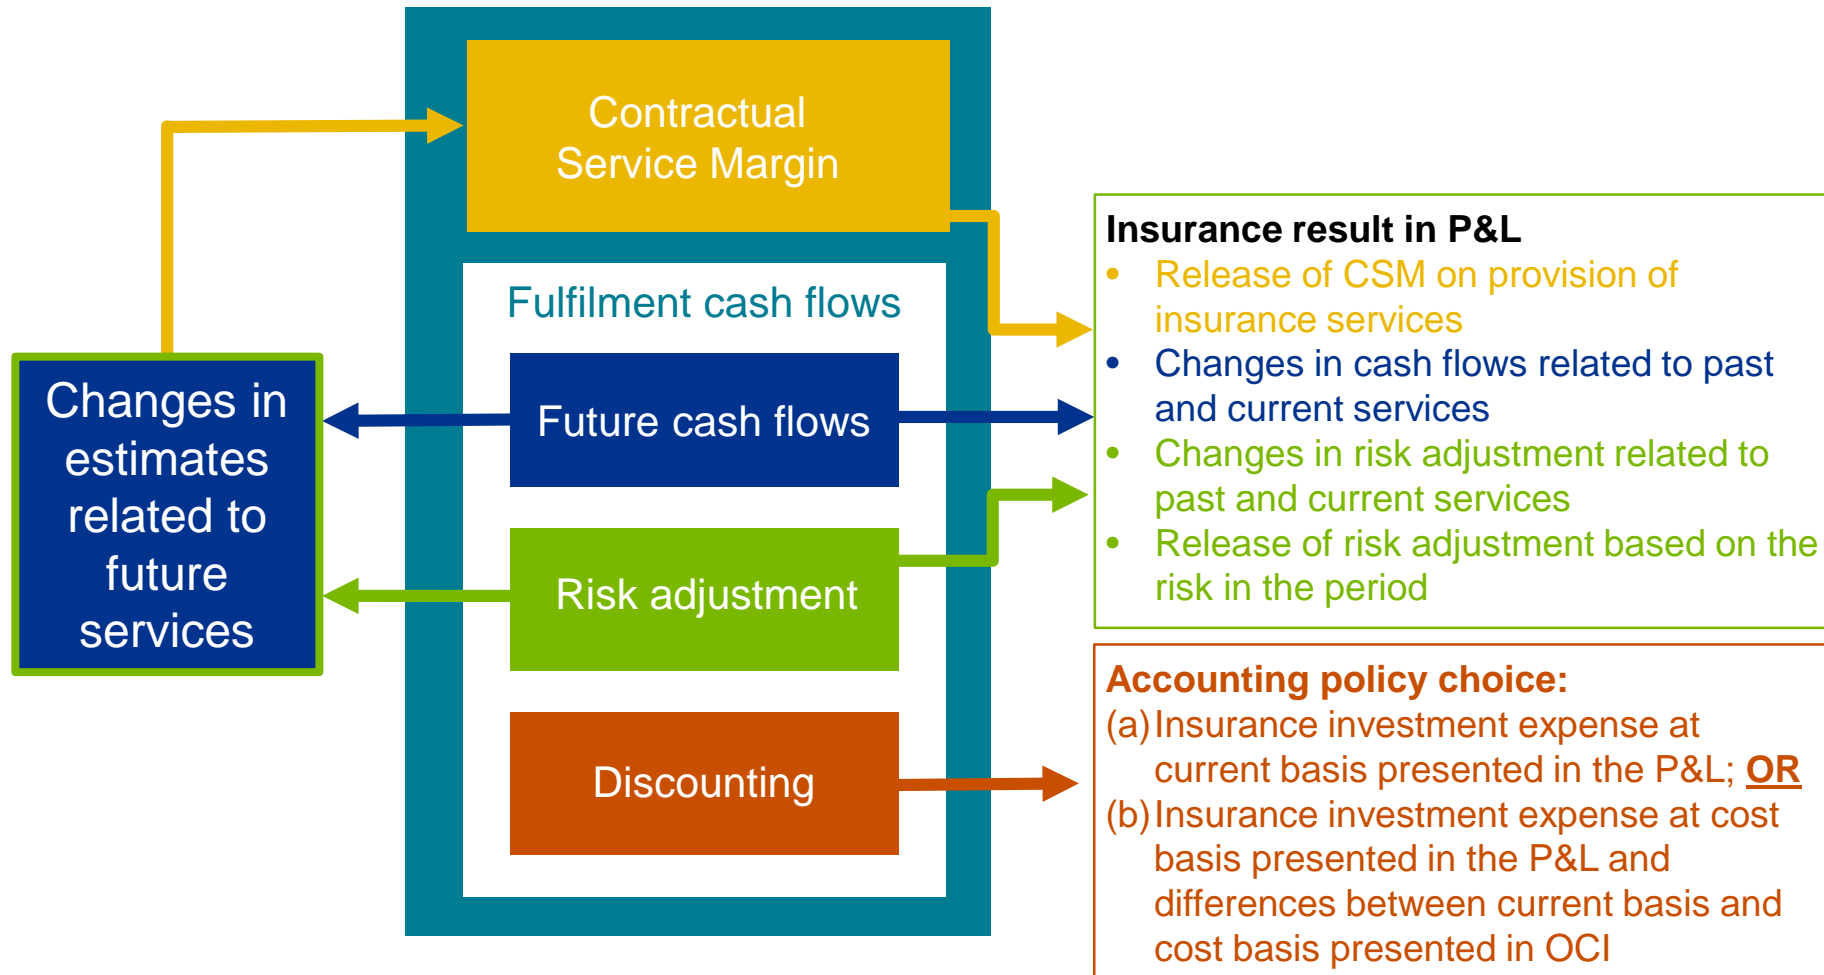 Contractual
Service Margin
Fulfilment cash flows
Future cash flows
Risk adjustment
Discounting
Changes in
estimates
related to
future
services
Insurance result in P&L
• Release of CSM on provision of
insurance services
• Changes in cash flows related to past
and current services
• Changes in risk adjustment related to
past and current services
• Release of risk adjustment based on the
risk in the period
Accounting policy choice:
(a) Insurance investment expense at
current basis presented in the P&L; OR
(b) Insurance investment expense at cost
basis presented in the P&L and
differences between current basis and
cost basis presented in OCI